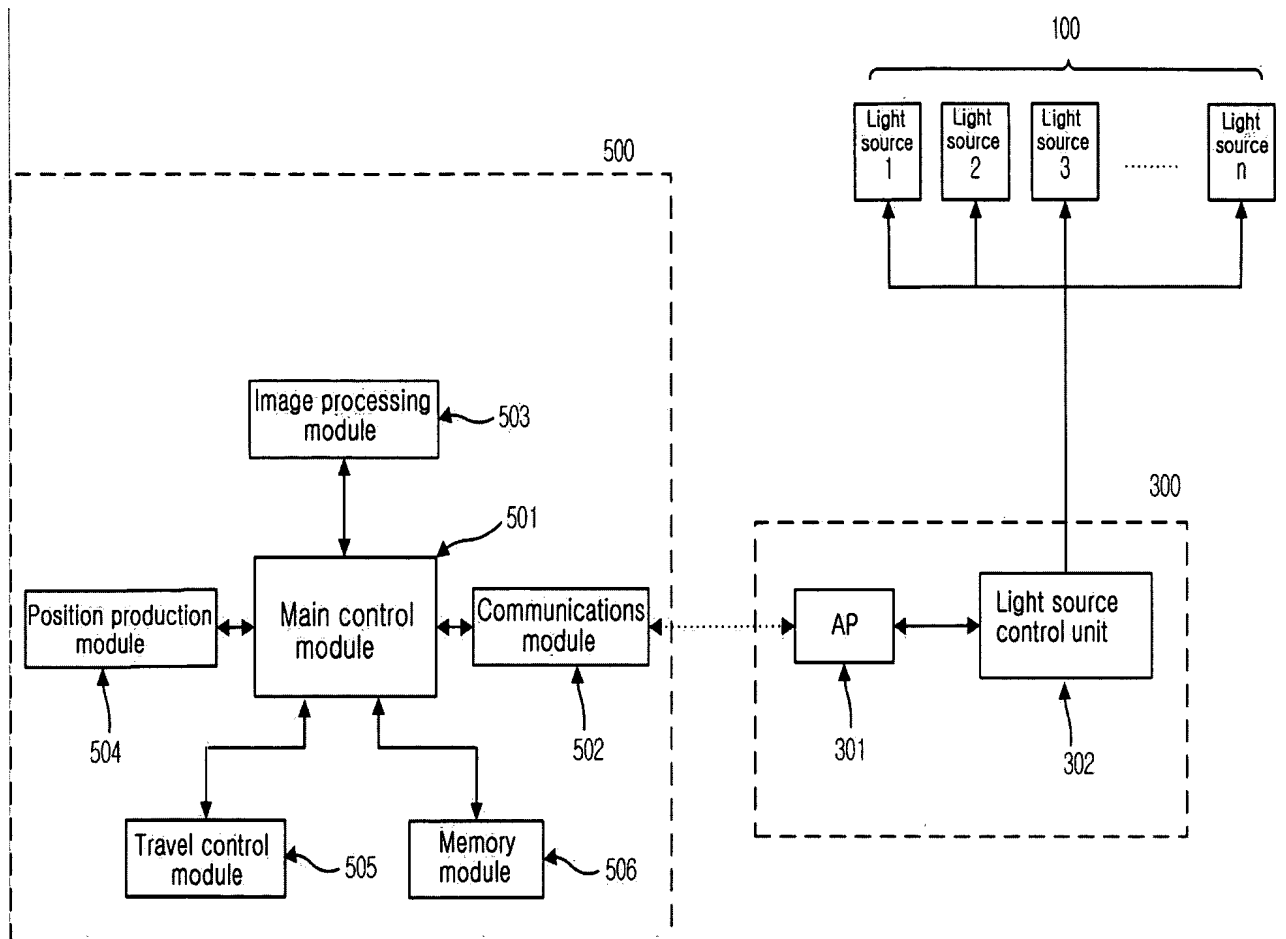 100
Light source 1
Light source 2
Light source 3
........
Light source n
500
Image processing module
503
501
300
Position production module
Main control module
Communications module
AP
Light source control unit
504
502
301
302
Travel control module
505
Memory module
506